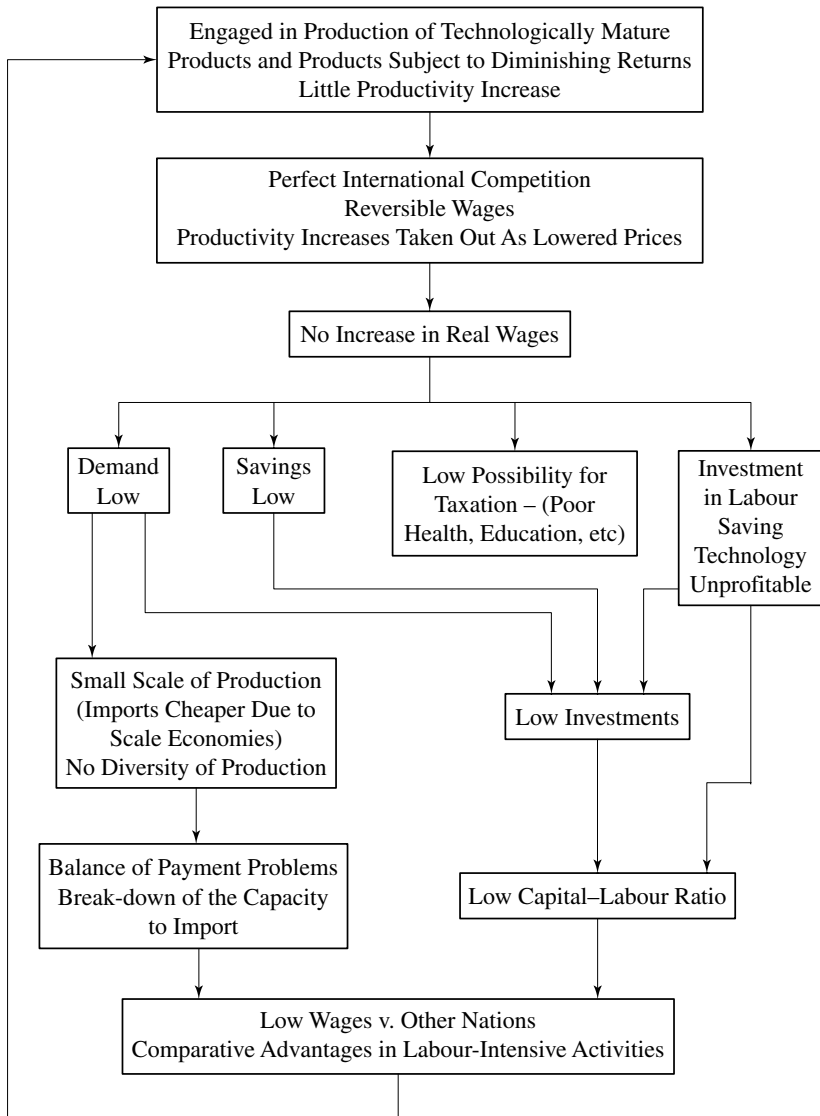 Engaged in Production of Technologically Mature
Products and Products Subject to Diminishing Returns
Little Productivity Increase
Perfect International Competition
Reversible Wages
Productivity Increases Taken Out As Lowered Prices
No Increase in Real Wages
Demand
Low
Savings
Low
Low Possibility for
Taxation – (Poor
Health, Education, etc)
Investment
in Labour
Saving
Technology
Unprofitable
Small Scale of Production
(Imports Cheaper Due to
Scale Economies)
No Diversity of Production
Low Investments
Balance of Payment Problems
Break-down of the Capacity
to Import
Low Capital–Labour Ratio
Low Wages v. Other Nations
Comparative Advantages in Labour-Intensive Activities